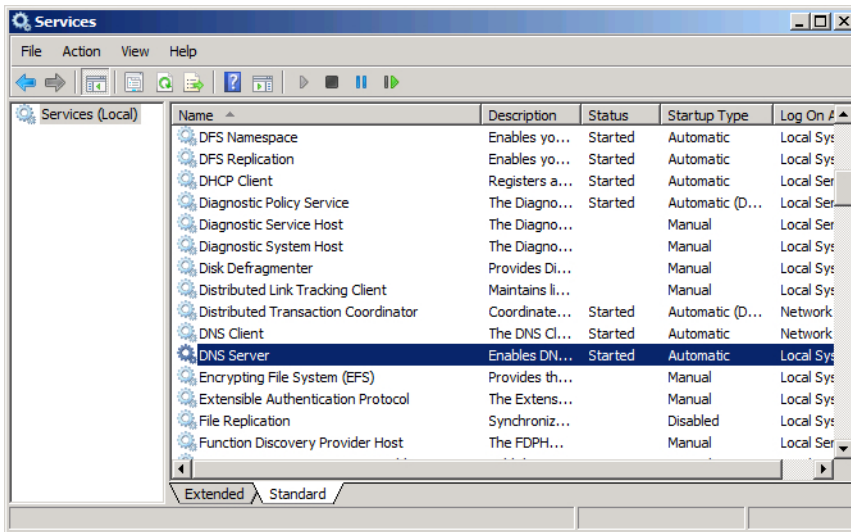 Services
File Action View Help
Services (Local)
Name Description Status Startup Type Log On A
DFS Namespace Enables yo... Started Automatic Local Sys
DFS Replication Enables yo... Started Automatic Local Sys
DHCP Client Registers a... Started Automatic Local Ser
Diagnostic Policy Service The Diagno... Started Automatic (D... Local Ser
Diagnostic Service Host The Diagno... Manual Local Ser
Diagnostic System Host The Diagno... Manual Local Sys
Disk Defragmenter Provides Di... Manual Local Sys
Distributed Link Tracking Client Maintains li... Manual Local Sys
Distributed Transaction Coordinator Coordinate... Started Automatic (D... Network
DNS Client The DNS Cl... Started Automatic Network
DNS Server Enables DN... Started Automatic Local Sys
Encrypting File System (EFS) Provides th... Manual Local Sys
Extensible Authentication Protocol The Extens... Manual Local Sys
File Replication Synchroniz... Disabled Local Sys
Function Discovery Provider Host The FDPH... Manual Local Ser
Extended Standard